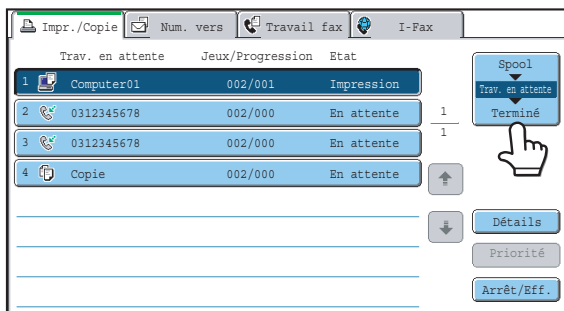 Impr./Copie Num. vers Travail fax I-Fax
Trav. en attente Jeux/Progression Etat
1 Computer01 002/001 Impression
2 0312345678 002/000 En attente
3 0312345678 002/000 En attente
4 Copie 002/000 En attente
1
1
Spool
Trav. en attente
Terminé
Détails
Priorité
Arrêt/Eff.